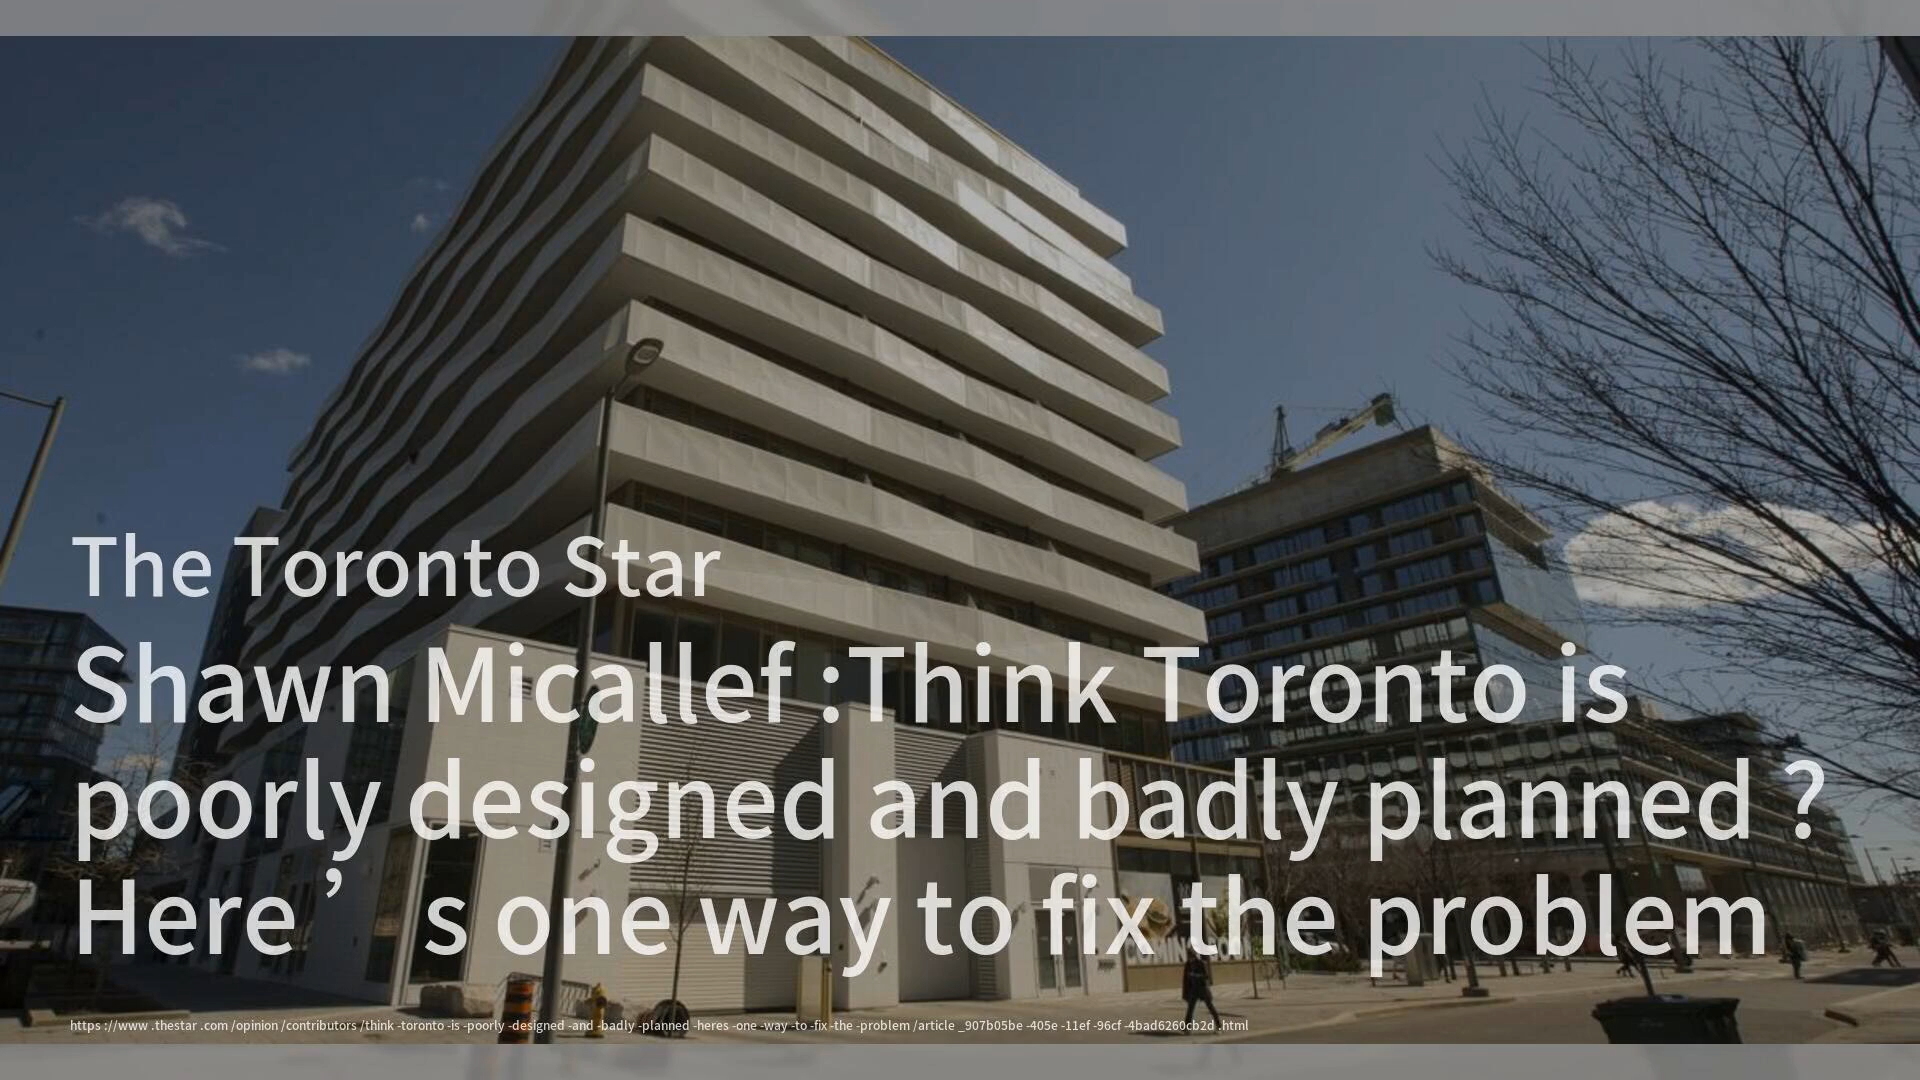 The Toronto Star
Shawn Micallef :Think Toronto is
poorly designed and badly planned ?
Here ’ s one way to fix the problem
https ://www .thestar .com /opinion /contributors /think -toronto -is -poorly -designed -and -badly -planned -heres -one -way -to -fix -the -problem /article _907b05be -405e -11ef -96cf -4bad6260cb2d .html